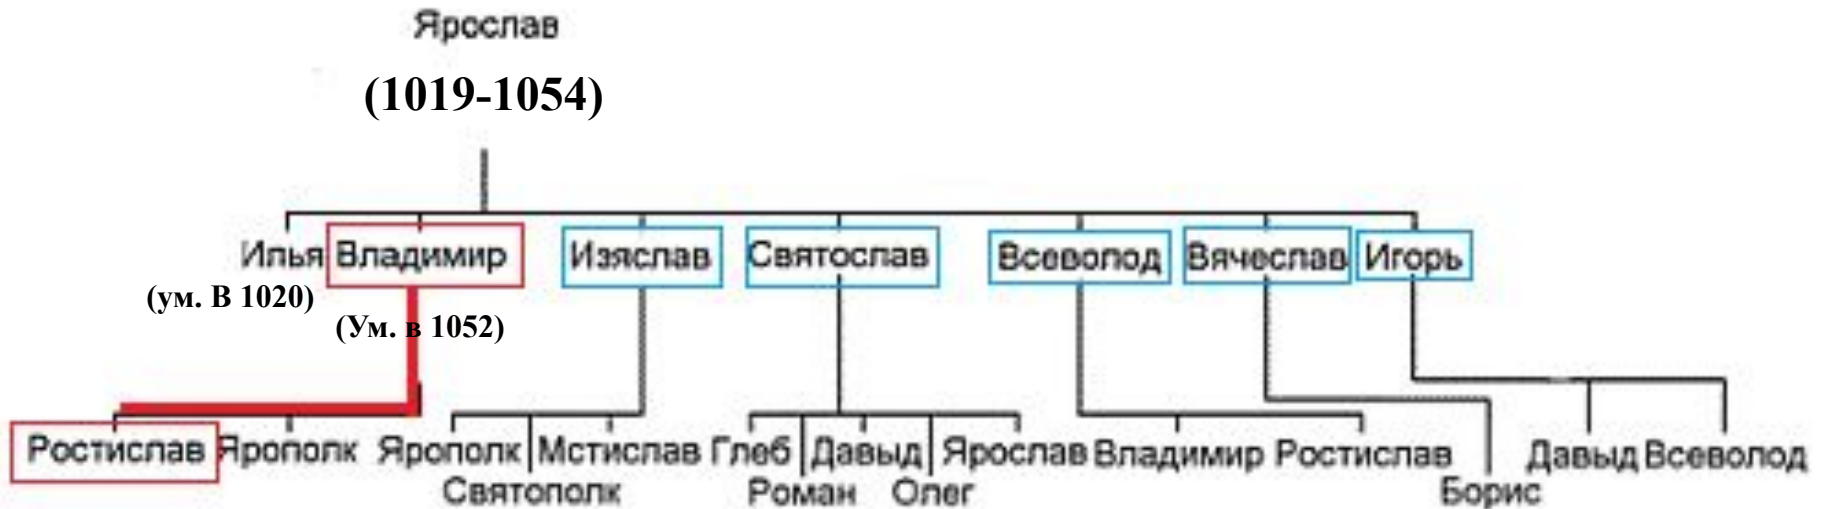 Ярослав
(1019-1054)
Илья Владимир Изяслав Святослав Всеволод Вячеслав Игорь
(ум. В 1020)
(Ум. в 1052)
Ростислав Ярополк Ярополк Мстислав Глеб Давыд Ярослав Владимир Ростислав Давыд Всеволод
Святополк Роман Олег Борис